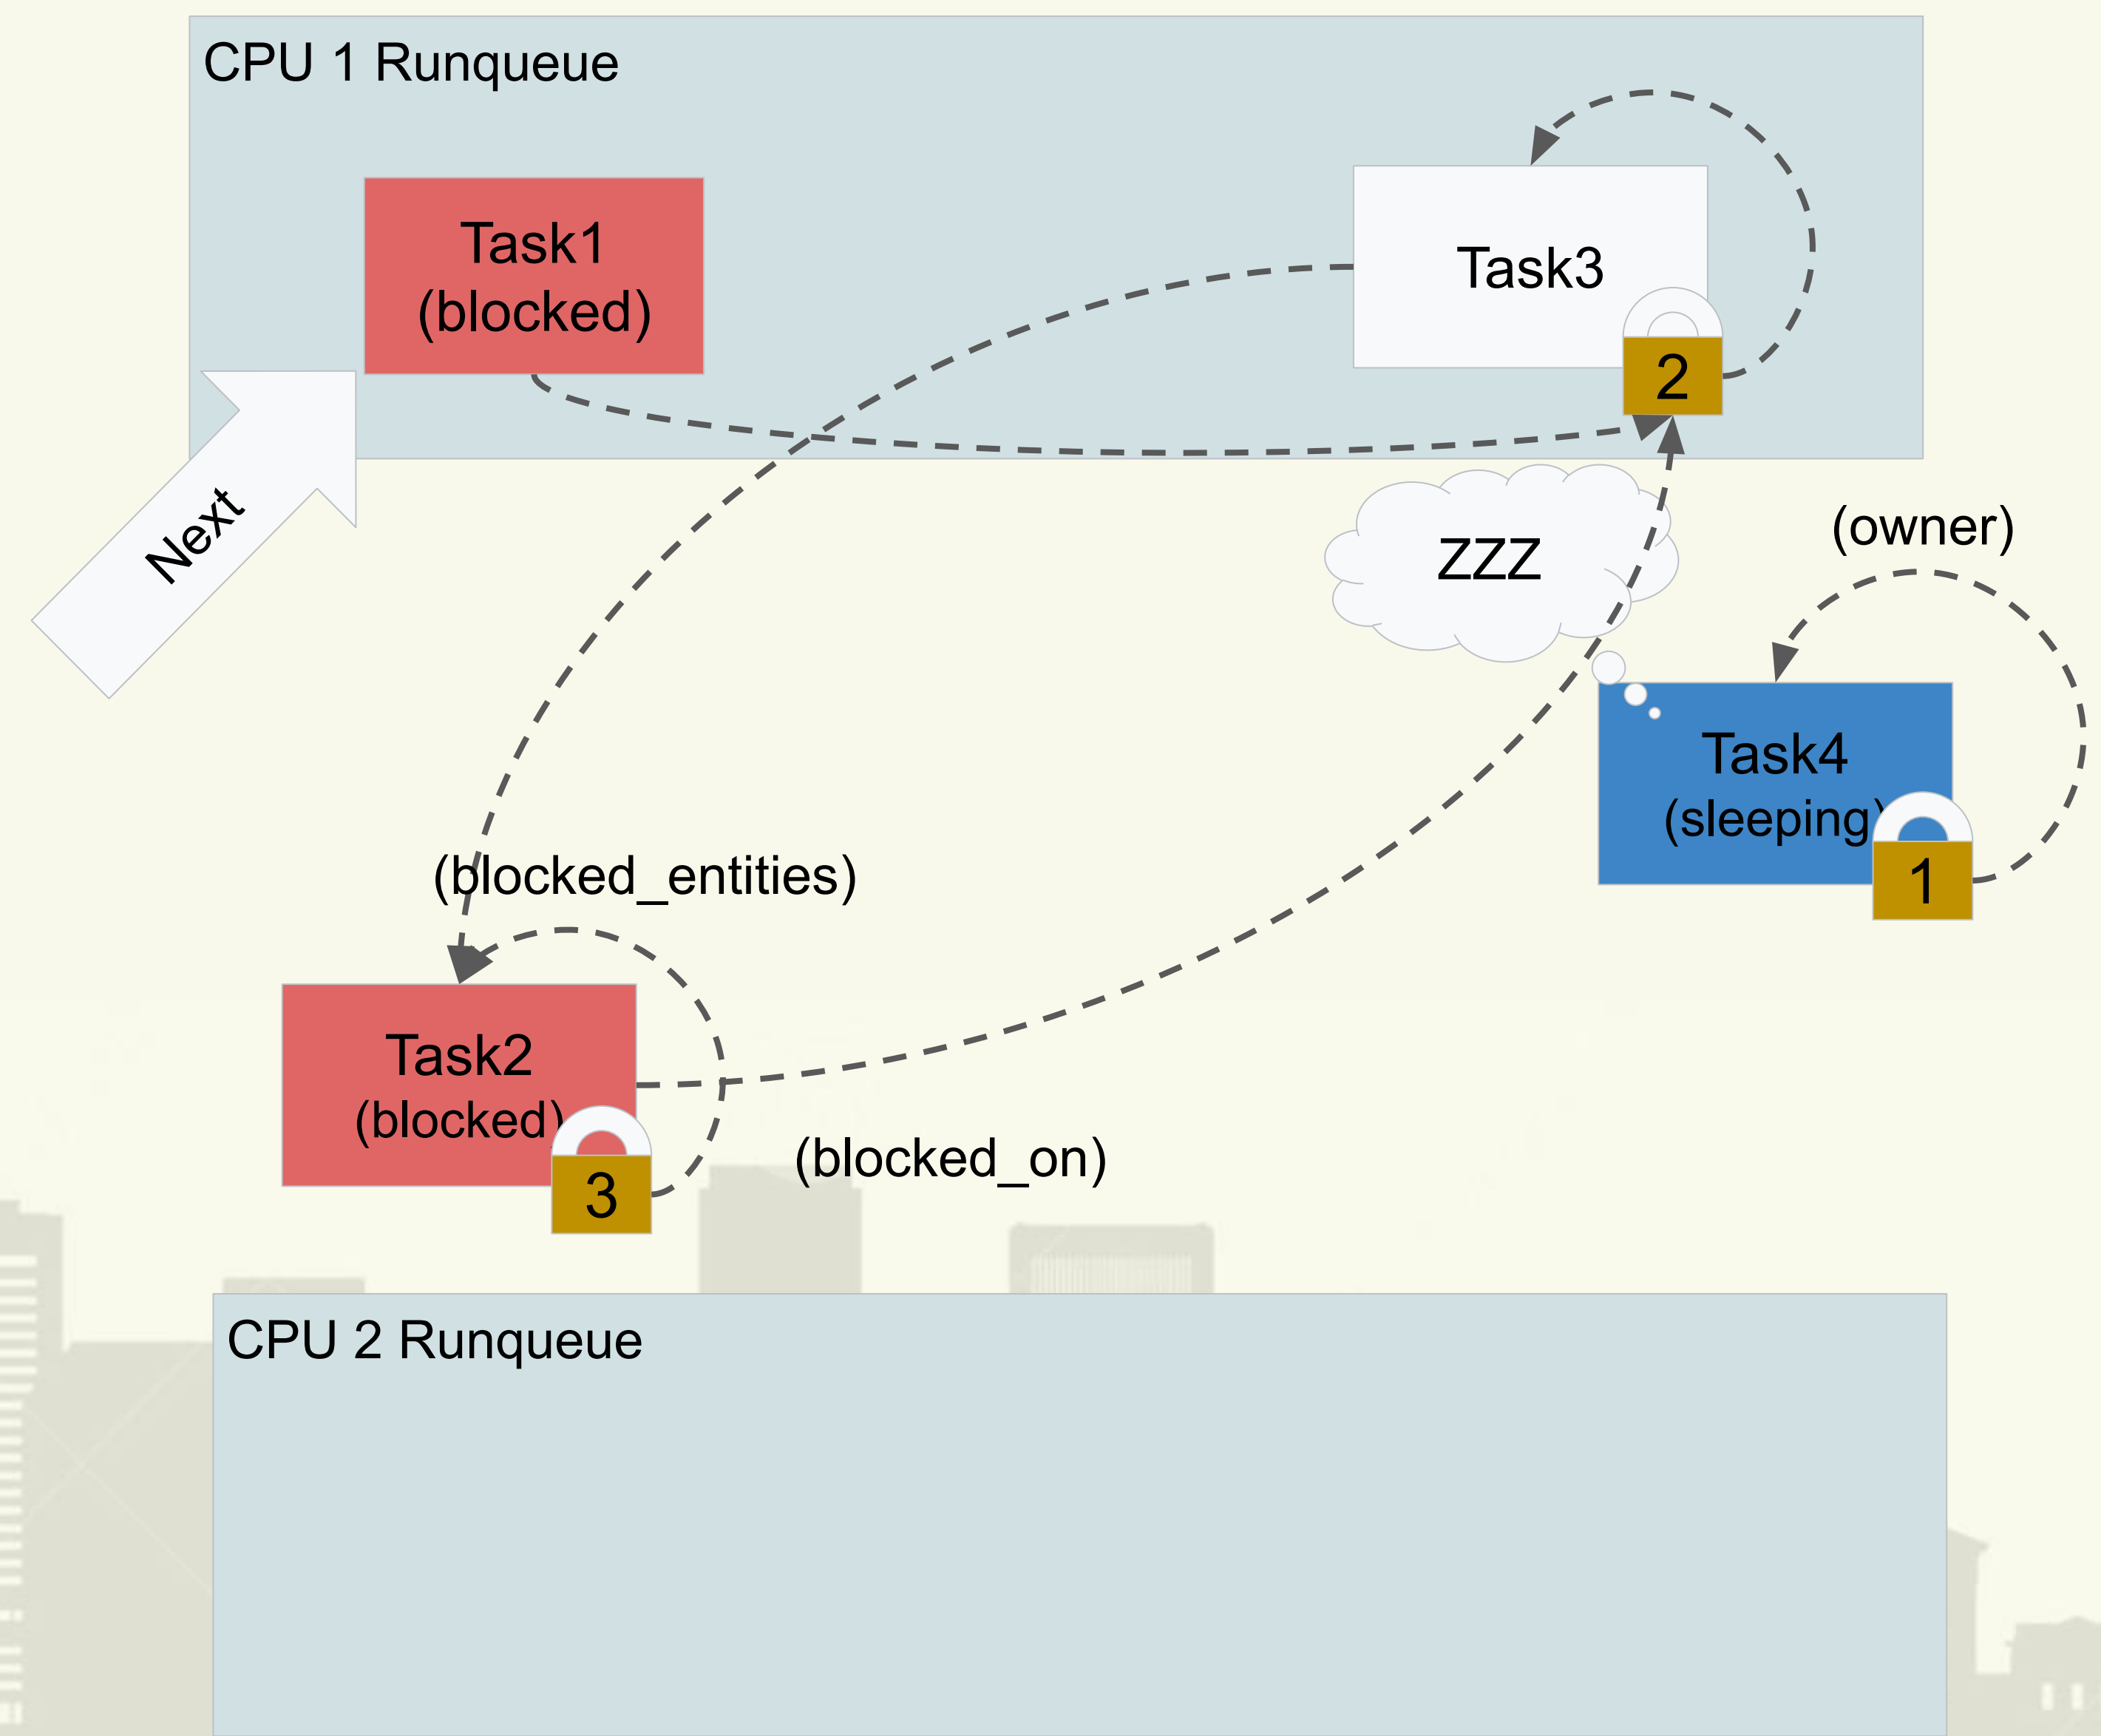 CPU 1 Runqueue
Task1
(blocked)
Task3
2
Next
zzz
(owner)
Task4
(sleeping)
1
(blocked_entities)
Task2
(blocked)
3
(blocked_on)
CPU 2 Runqueue